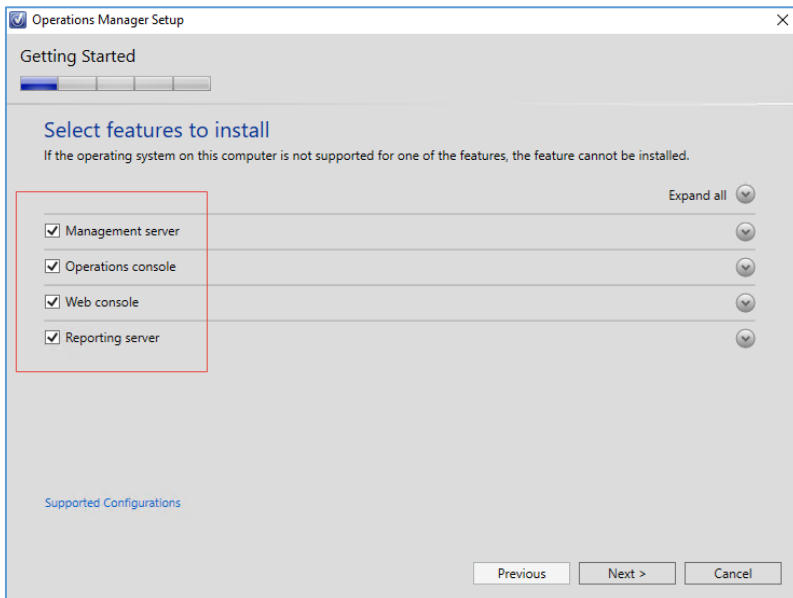 Operations Manager Setup
Getting Started
Select features to install
If the operating system on this computer is not supported for one of the features, the feature cannot be installed.
Expand all
Management server
Operations console
Web console
Reporting server
Supported Configurations
Previous
Next >
Cancel